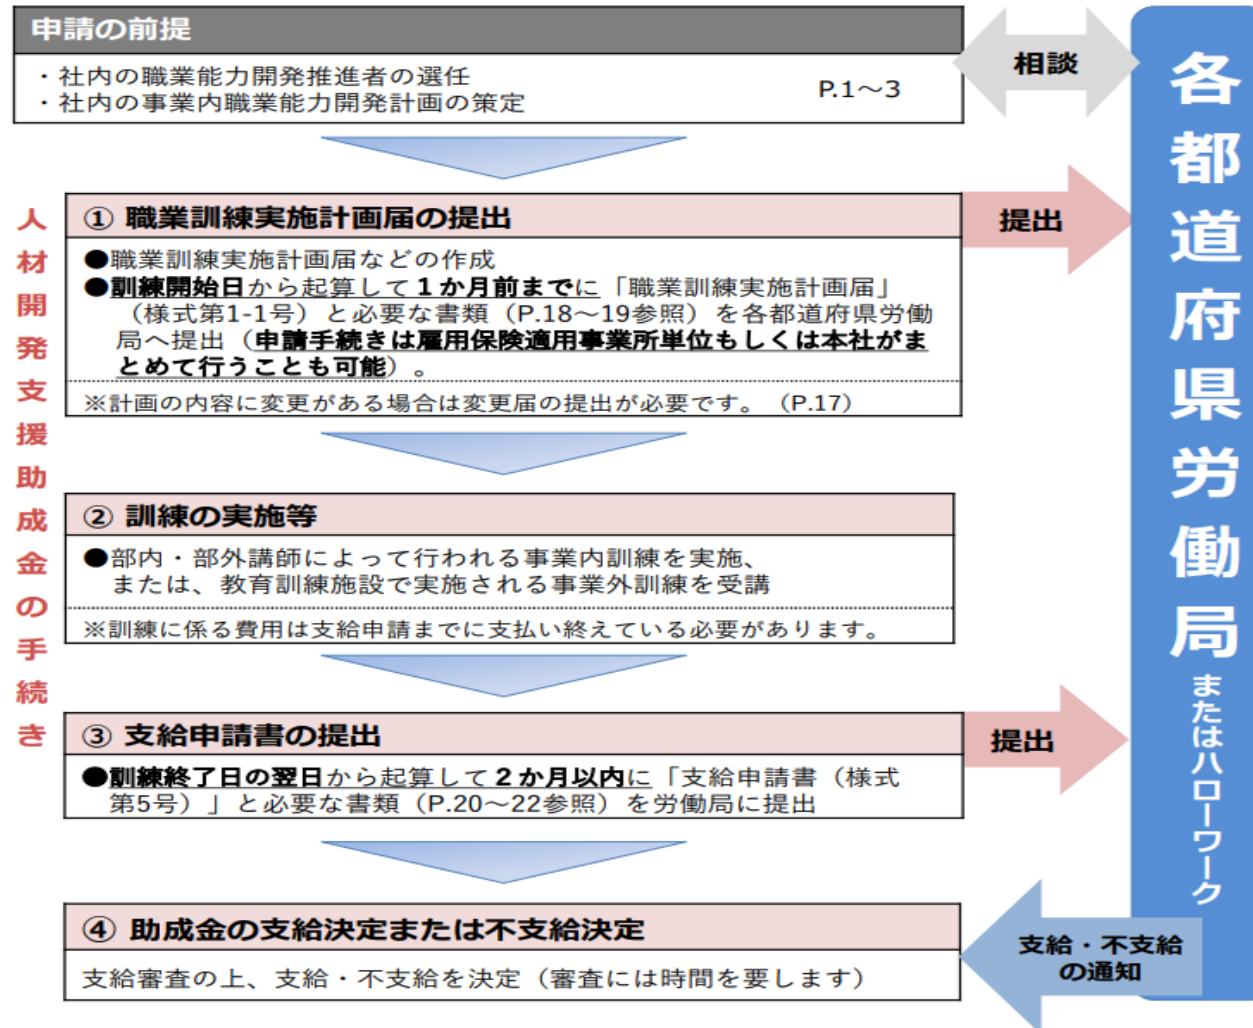 申請の前提
・社内の職業能力開発推進者の選任
・社内の事業内職業能力開発計画の策定
P.1～3
相談
各都道府県労働局またはハローワーク
人材開発支援助成金の手続き
① 職業訓練実施計画届の提出
提出
●職業訓練実施計画届などの作成
●訓練開始日から起算して１か月前までに「職業訓練実施計画届」
（様式第1-1号）と必要な書類（P.18～19参照）を各都道府県労働
局へ提出（申請手続きは雇用保険適用事業所単位もしくは本社がま
とめて行うことも可能）。
※計画の内容に変更がある場合は変更届の提出が必要です。（P.17）
② 訓練の実施等
●部内・部外講師によって行われる事業内訓練を実施、
または、教育訓練施設で実施される事業外訓練を受講
※訓練に係る費用は支給申請までに支払い終えている必要があります。
③ 支給申請書の提出
提出
●訓練終了日の翌日から起算して２か月以内に「支給申請書（様式
第5号）」と必要な書類（P.20～22参照）を労働局に提出
④ 助成金の支給決定または不支給決定
支給審査の上、支給・不支給を決定（審査には時間を要します）
支給・不支給
の通知